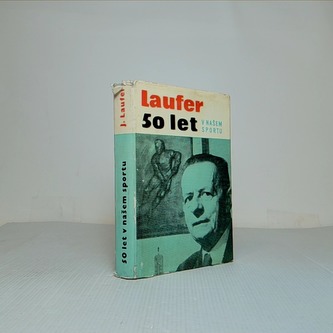 Laufer
50 let
V NAŠEM
SPORTU
J. Laufer
50 let v našem sportu